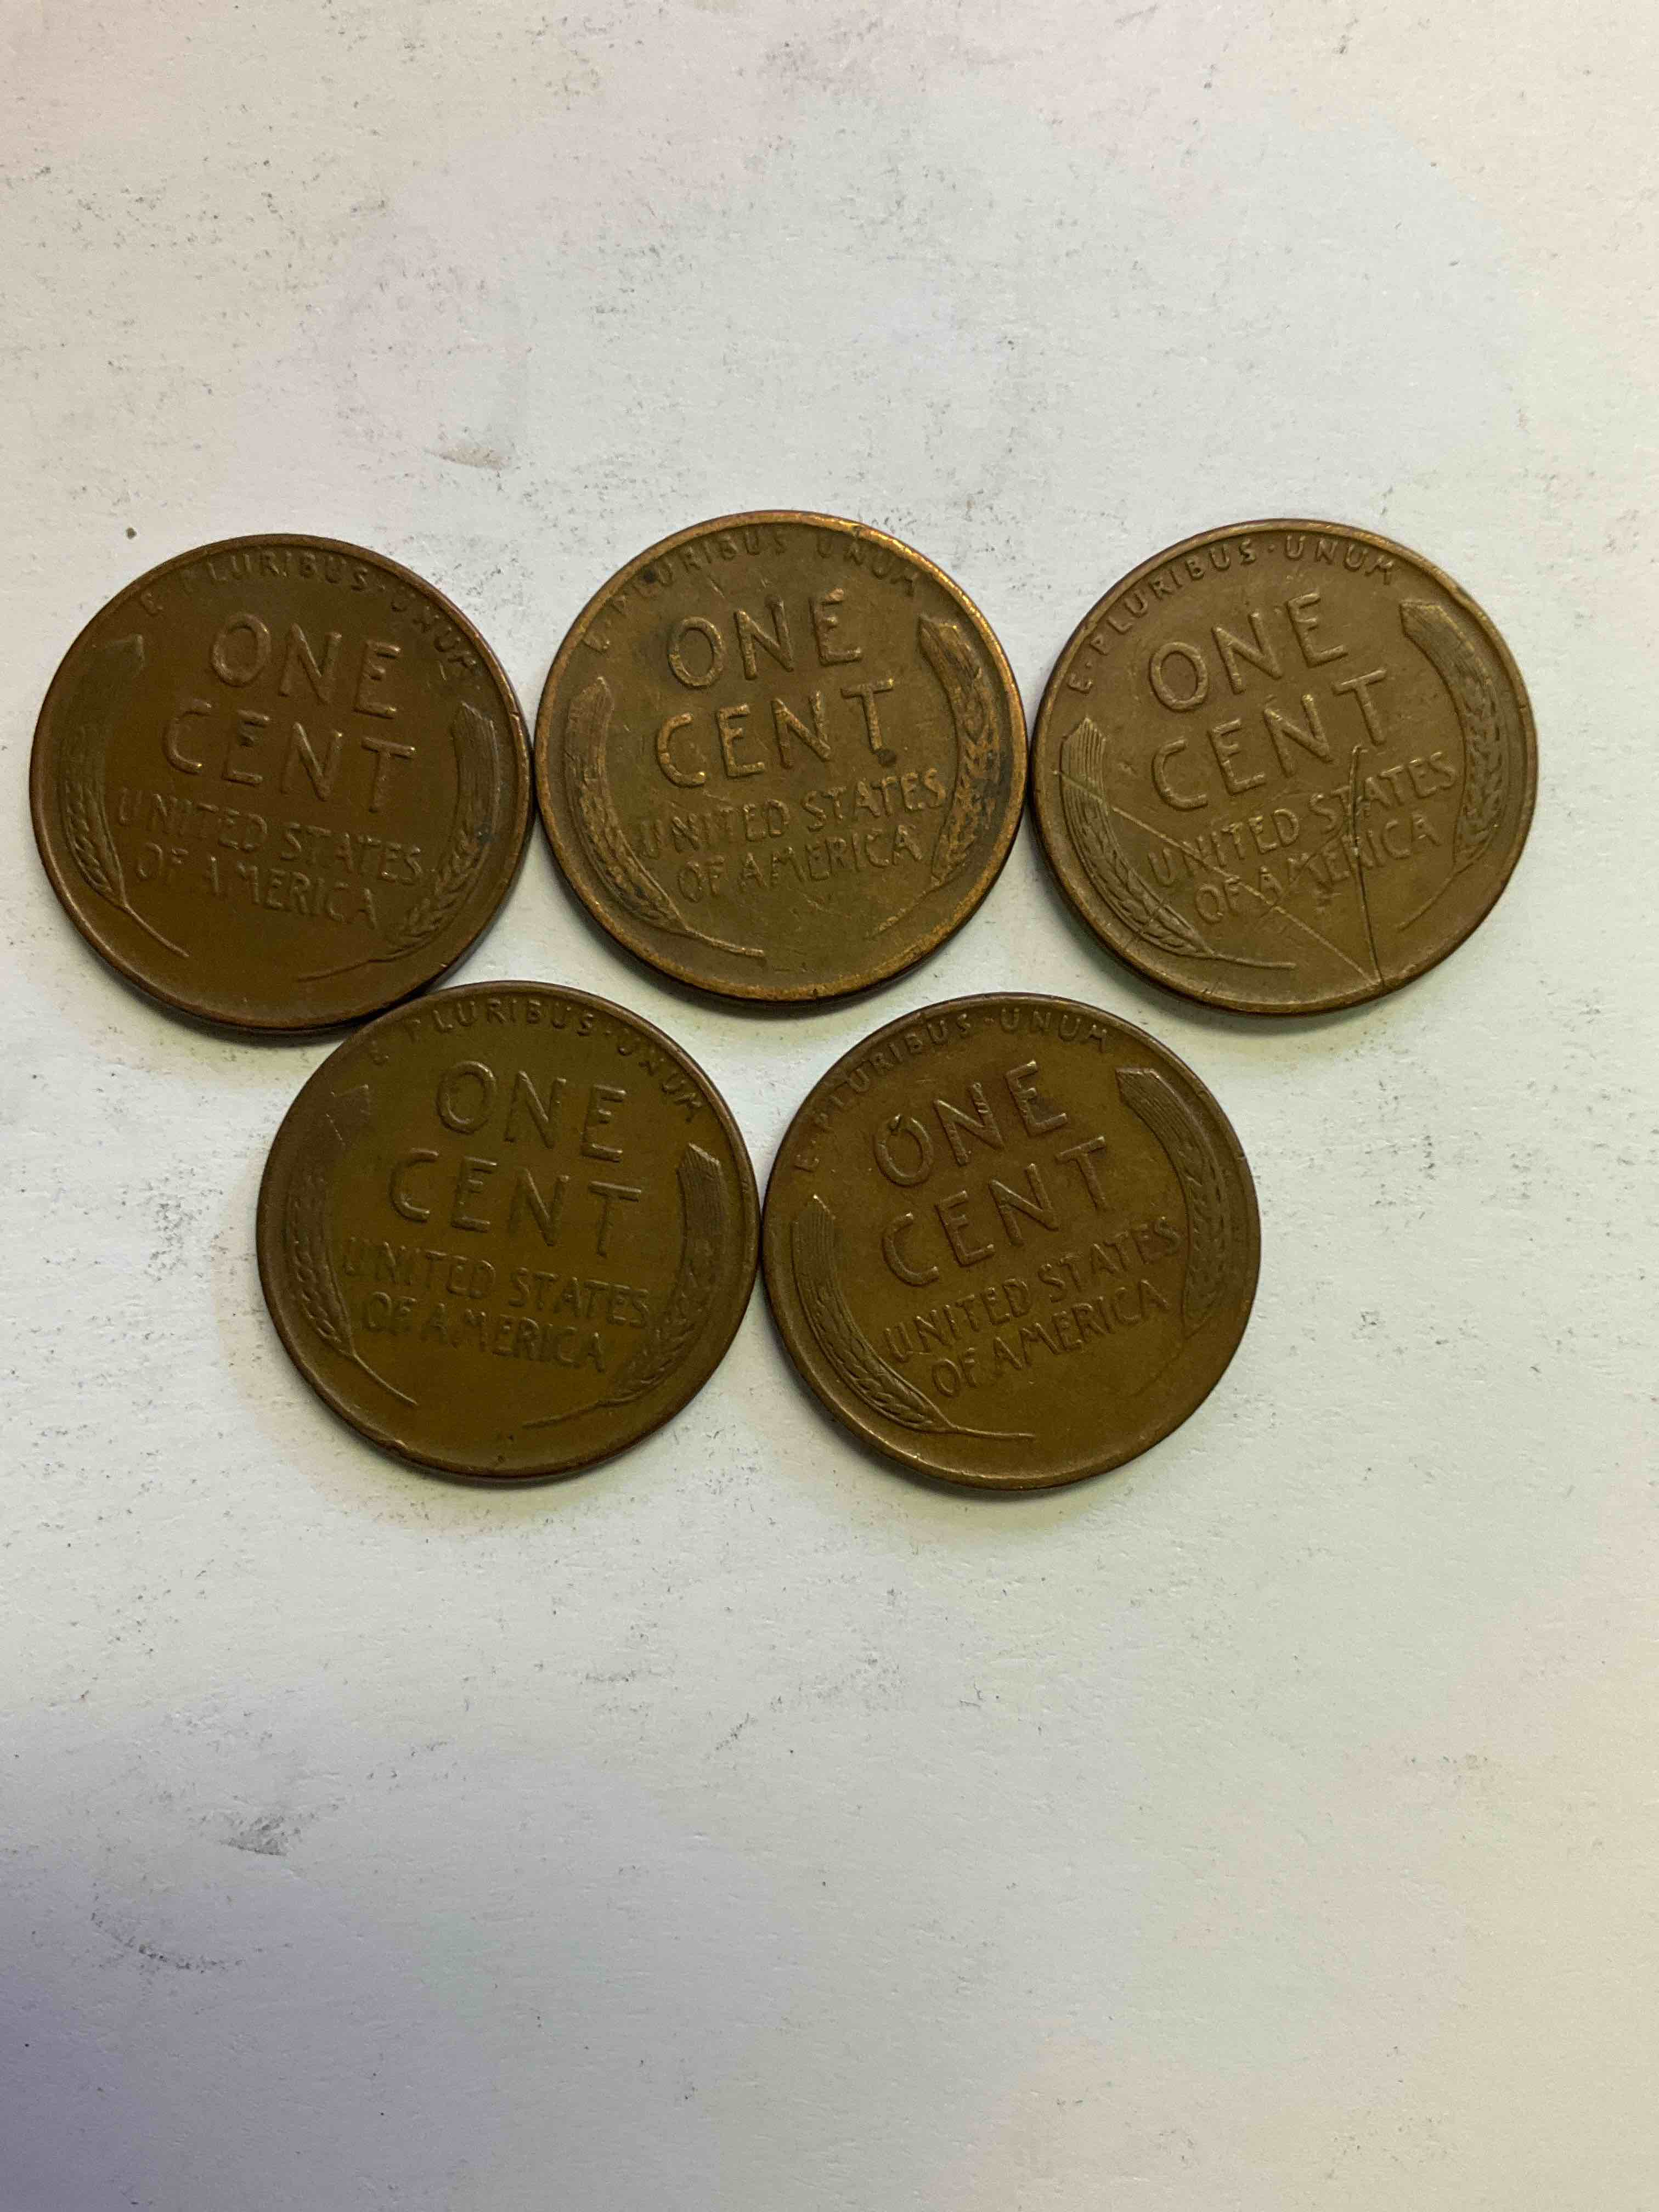 E PLURIBUS·UNUM
ONE
CENT
UNITED STATES
OF AMERICA
E·PLURIBUS UNUM
ONE
CENT
UNITED STATES
OF AMERICA
E·PLURIBUS·UNUM
ONE
CENT
UNITED STATES
OF AMERICA
E PLURIBUS·UNUM
ONE
CENT
UNITED STATES
OF AMERICA
E·PLURIBUS·UNUM
ONE
CENT
UNITED STATES
OF AMERICA